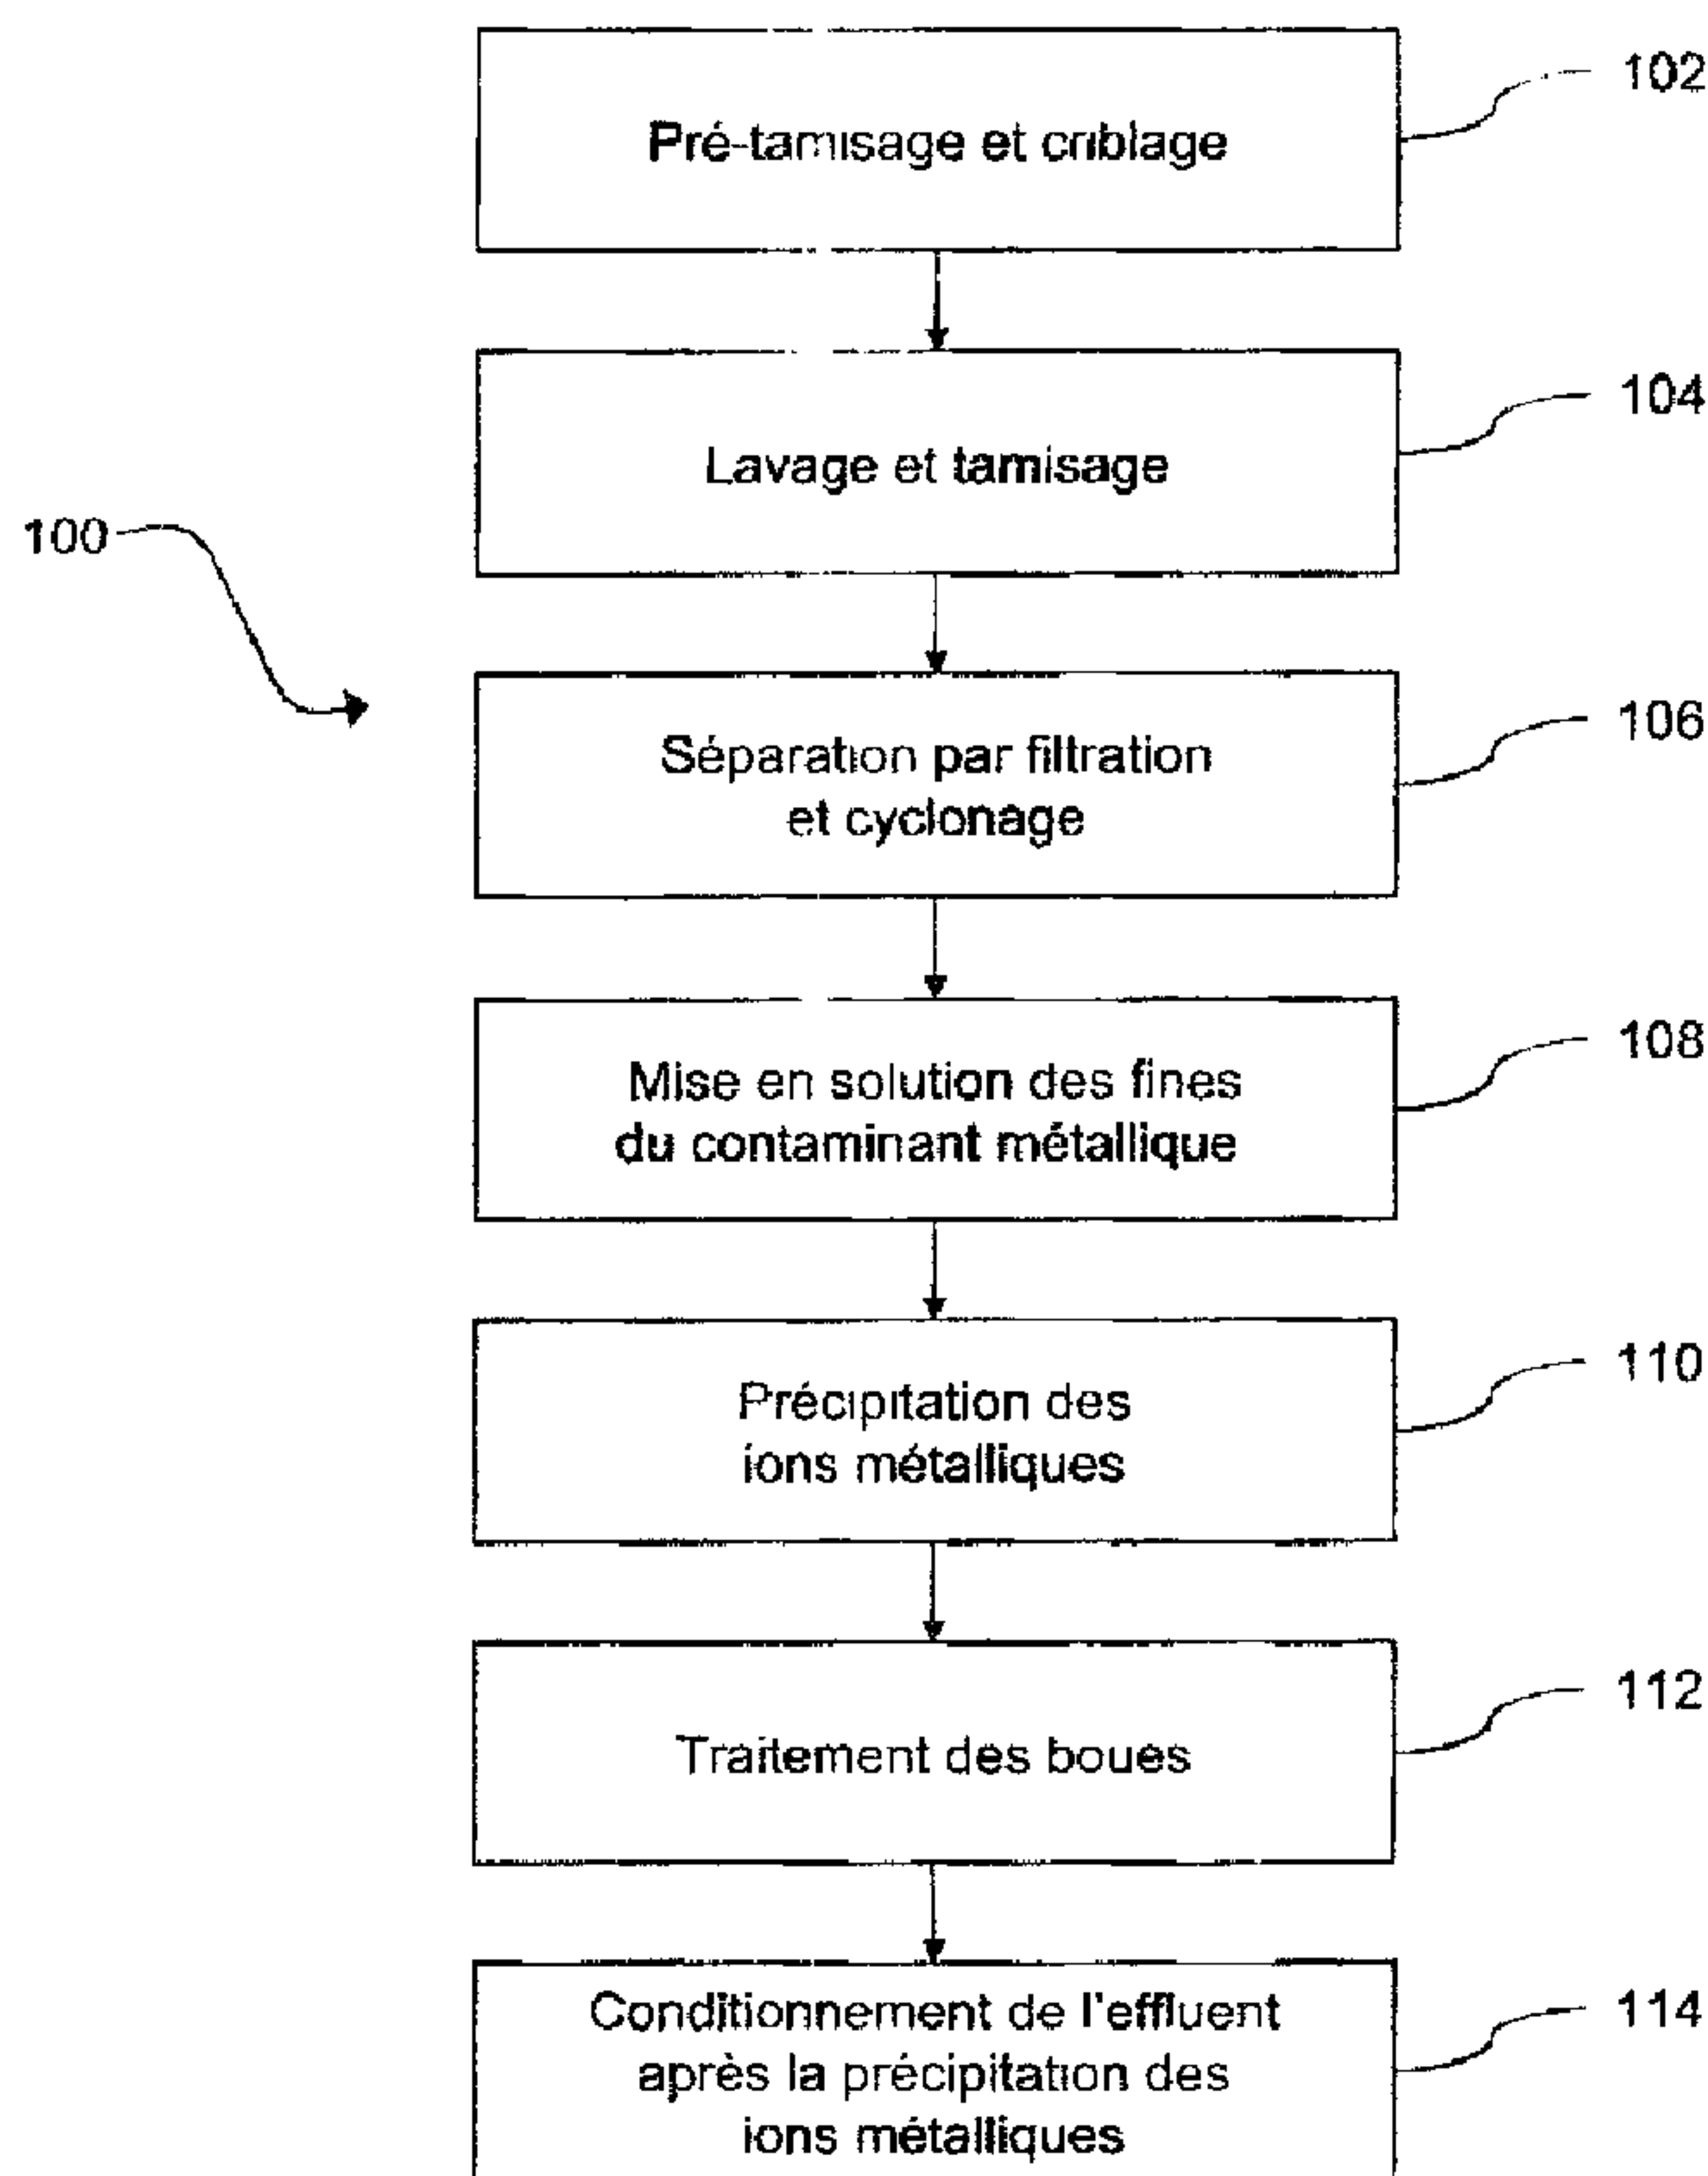 102
Pré-tamisage et criblage
104
Lavage et tamisage
100
106
Séparation par filtration
et cyclonage
108
Mise en solution des fines
du contaminant métallique
110
Précipitation des
ions métalliques
112
Traitement des boues
114
Conditionnement de l'effluent
après la précipitation des
ions métalliques